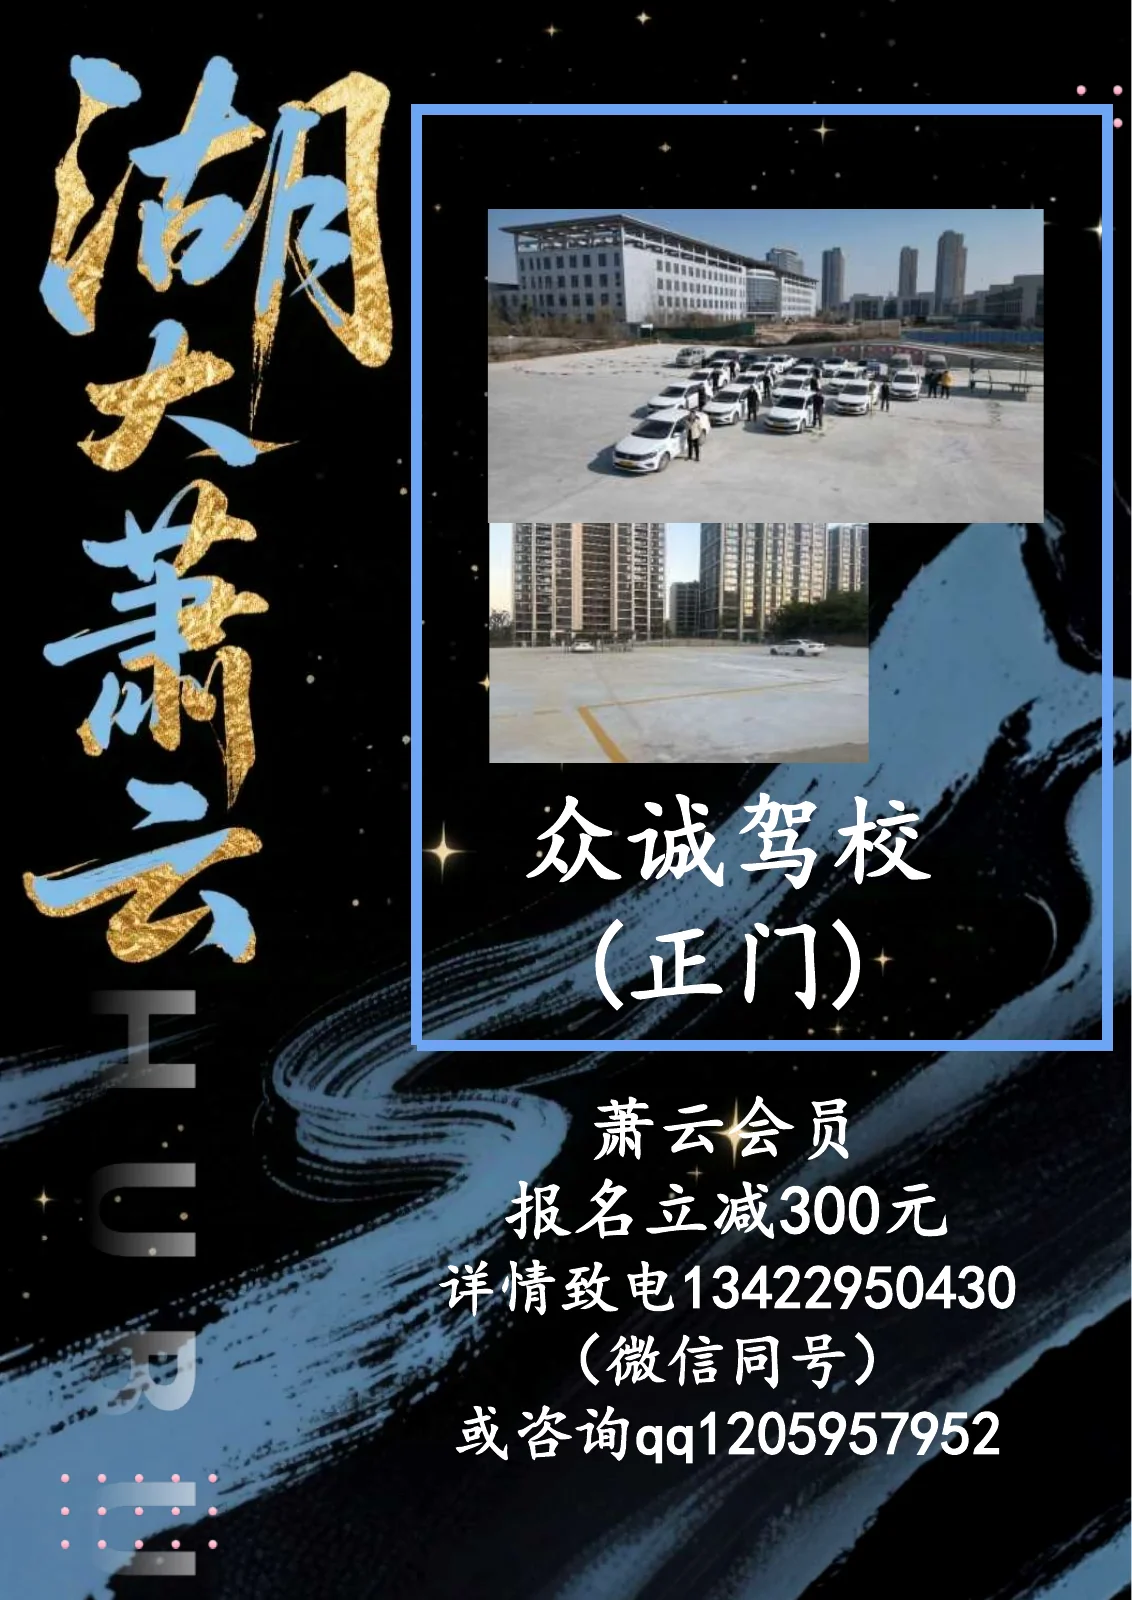 湖大萧云
HUBU
众诚驾校
(正门)
萧云会员
报名立减300元
详情致电13422950430
(微信同号)
或咨询qq1205957952